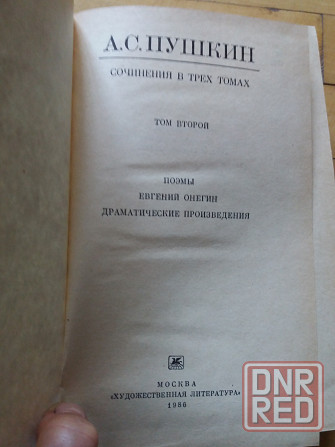 А.С.ПУШКИН
СОЧИНЕНИЯ В ТРЕХ ТОМАХ
ТОМ ВТОРОЙ
ПОЭМЫ
ЕВГЕНИЙ ОНЕГИН
ДРАМАТИЧЕСКИЕ ПРОИЗВЕДЕНИЯ
МОСКВА
«ХУДОЖЕСТВЕННАЯ ЛИТЕРАТУРА»
1986
DNR
RED